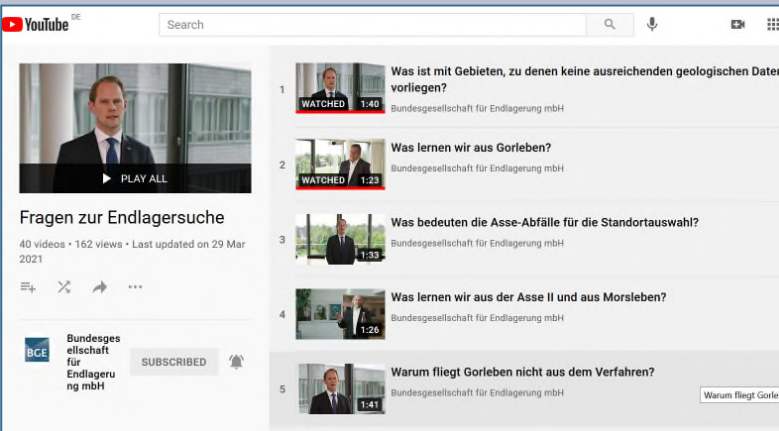 YouTube DE
Search
PLAY ALL
Fragen zur Endlagersuche
40 videos • 162 views • Last updated on 29 Mar
2021
BGE
Bundesges
ellschaft
für
Endlageru
ng mbH
SUBSCRIBED
1
WATCHED 1:40
Was ist mit Gebieten, zu denen keine ausreichenden geologischen Daten
vorliegen?
Bundesgesellschaft für Endlagerung mbH
2
WATCHED 1:23
Was lernen wir aus Gorleben?
Bundesgesellschaft für Endlagerung mbH
3
1:33
Was bedeuten die Asse-Abfälle für die Standortauswahl?
Bundesgesellschaft für Endlagerung mbH
4
1:26
Was lernen wir aus der Asse II und aus Morsleben?
Bundesgesellschaft für Endlagerung mbH
5
1:41
Warum fliegt Gorleben nicht aus dem Verfahren?
Bundesgesellschaft für Endlagerung mbH
Warum fliegt Gorle